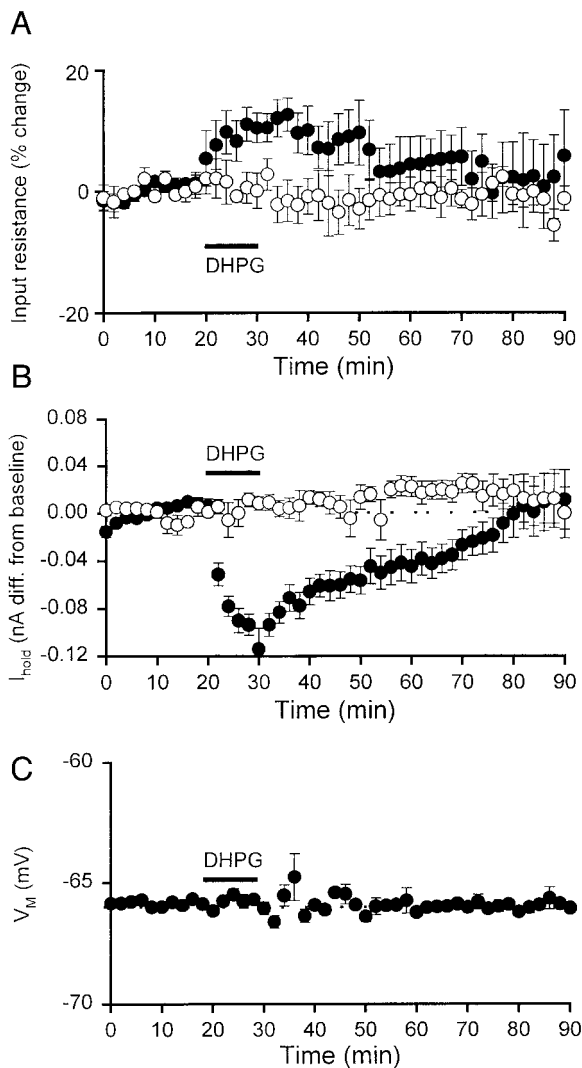 A
Input resistance (% change)
20
0
-20
DHPG
0 10 20 30 40 50 60 70 80 90
Time (min)
B
I_hold (nA diff. from baseline)
0.08
0.04
0.00
-0.04
-0.08
-0.12
DHPG
0 10 20 30 40 50 60 70 80 90
Time (min)
C
V_M (mV)
-60
-65
-70
DHPG
0 10 20 30 40 50 60 70 80 90
Time (min)